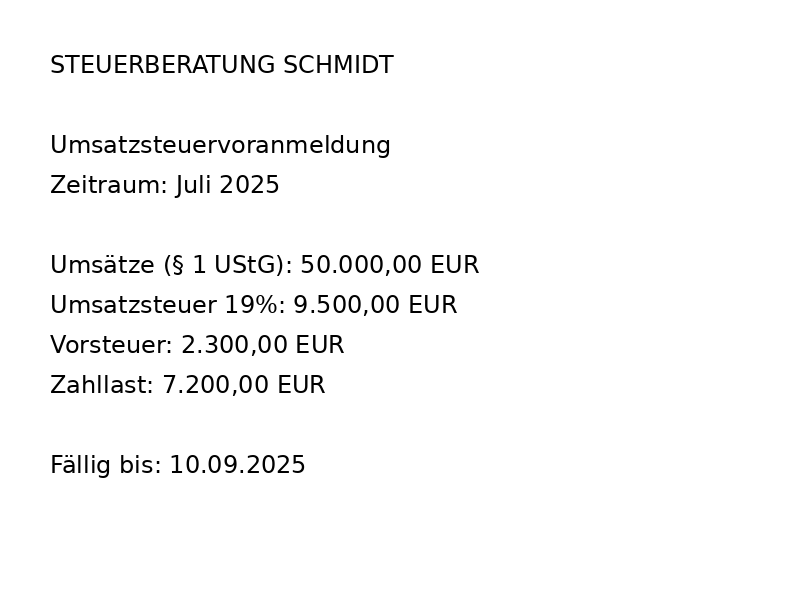 STEUERBERATUNG SCHMIDT
Umsatzsteuervoranmeldung
Zeitraum: Juli 2025
Umsätze (§ 1 UStG): 50.000,00 EUR
Umsatzsteuer 19%: 9.500,00 EUR
Vorsteuer: 2.300,00 EUR
Zahllast: 7.200,00 EUR
Fällig bis: 10.09.2025